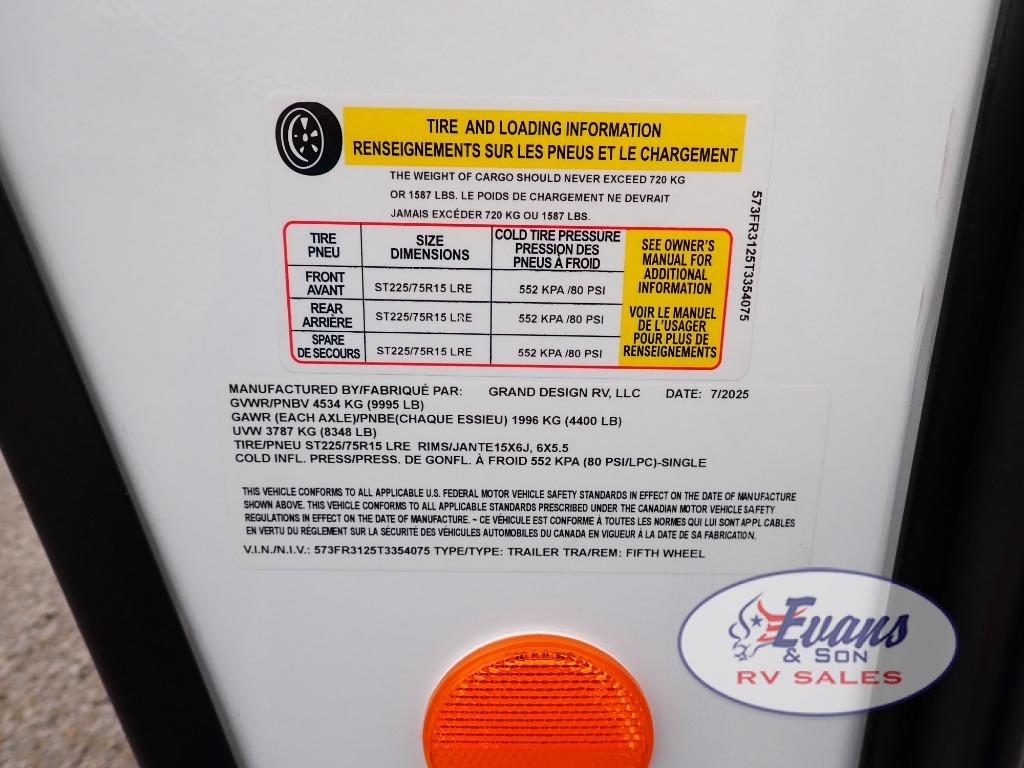 TIRE AND LOADING INFORMATION
RENSEIGNEMENTS SUR LES PNEUS ET LE CHARGEMENT
THE WEIGHT OF CARGO SHOULD NEVER EXCEED 720 KG
OR 1587 LBS. LE POIDS DE CHARGEMENT NE DEVRAIT
JAMAIS EXCÉDER 720 KG OU 1587 LBS.
TIRE
PNEU
SIZE
DIMENSIONS
COLD TIRE PRESSURE
PRESSION DES
PNEUS À FROID
FRONT
AVANT
ST225/75R15 LRE
552 KPA /80 PSI
REAR
ARRIÈRE
ST225/75R15 LRE
552 KPA /80 PSI
SPARE
DE SECOURS
ST225/75R15 LRE
552 KPA /80 PSI
SEE OWNER'S
MANUAL FOR
ADDITIONAL
INFORMATION
VOIR LE MANUEL
DE L'USAGER
POUR PLUS DE
RENSEIGNEMENTS
573FR3125T3354075
MANUFACTURED BY/FABRIQUÉ PAR: GRAND DESIGN RV, LLC DATE: 7/2025
GVWR/PNBV 4534 KG (9995 LB)
GAWR (EACH AXLE)/PNBE(CHAQUE ESSIEU) 1996 KG (4400 LB)
UVW 3787 KG (8348 LB)
TIRE/PNEU ST225/75R15 LRE RIMS/JANTE15X6J, 6X5.5
COLD INFL. PRESS/PRESS. DE GONFL. À FROID 552 KPA (80 PSI/LPC)-SINGLE
THIS VEHICLE CONFORMS TO ALL APPLICABLE U.S. FEDERAL MOTOR VEHICLE SAFETY STANDARDS IN EFFECT ON THE DATE OF MANUFACTURE
SHOWN ABOVE. THIS VEHICLE CONFORMS TO ALL APPLICABLE STANDARDS PRESCRIBED UNDER THE CANADIAN MOTOR VEHICLE SAFETY
REGULATIONS IN EFFECT ON THE DATE OF MANUFACTURE. - CE VÉHICULE EST CONFORME À TOUTES LES NORMES QUI LUI SONT APPLCABLES
EN VERTU DU RÈGLEMENT SUR LA SÉCURITÉ DES VÉHICULES AUTOMOBILES DU CANADA EN VIGUEUR À LA DATE DE SA FABRICATION.
V.I.N./N.I.V.: 573FR3125T3354075 TYPE/TYPE: TRAILER TRA/REM: FIFTH WHEEL
Evans
& SON
RV SALES